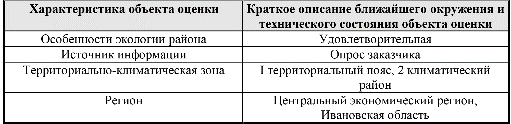 Характеристика объекта оценки
Краткое описание ближайшего окружения и
технического состояния объекта оценки
Особенности экологии района
Удовлетворительная
Источник информации
Опрос заказчика
Территориально-климатическая зона
I территориальный пояс, 2 климатический
район
Регион
Центральный экономический регион,
Ивановская область